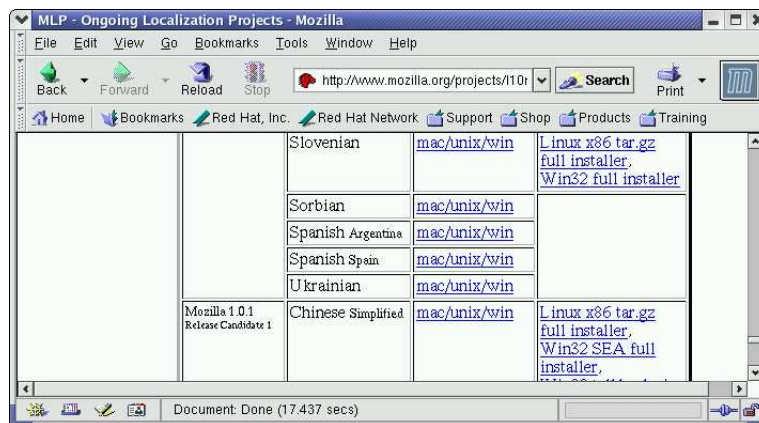 MLP - Ongoing Localization Projects - Mozilla
File Edit View Go Bookmarks Tools Window Help
Back Forward Reload Stop http://www.mozilla.org/projects/l10n Search Print
Home Bookmarks Red Hat, Inc. Red Hat Network Support Shop Products Training
Slovenian mac/unix/win Linux x86 tar.gz
full installer,
Win32 full installer
Sorbian mac/unix/win
Spanish Argentina mac/unix/win
Spanish Spain mac/unix/win
Ukrainian mac/unix/win
Mozilla 1.0.1 Chinese Simplified mac/unix/win Linux x86 tar.gz
Release Candidate 1 full installer,
Win32 SEA full
installer,
Document: Done (17.437 secs)